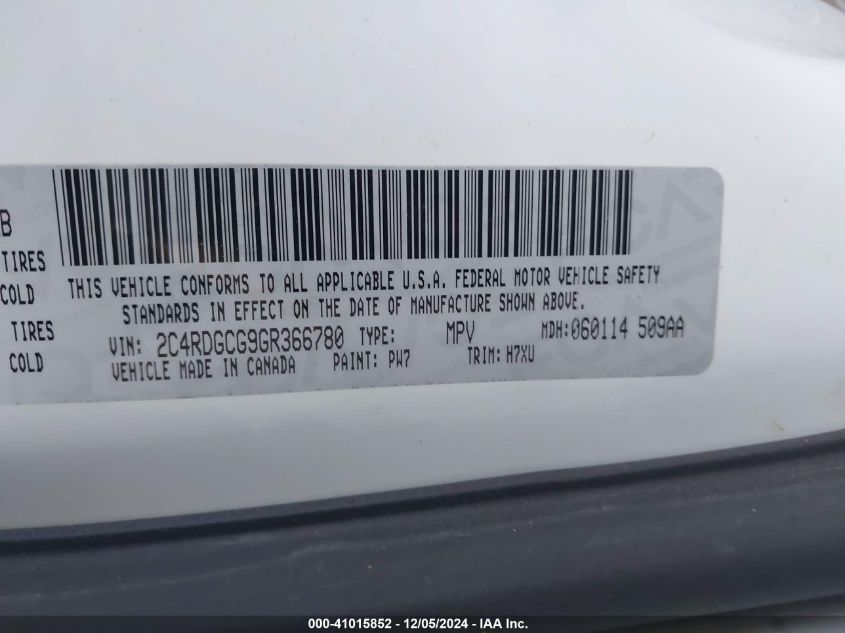 B
TIRES
COLD
TIRES
COLD
THIS VEHICLE CONFORMS TO ALL APPLICABLE U.S.A. FEDERAL MOTOR VEHICLE SAFETY
STANDARDS IN EFFECT ON THE DATE OF MANUFACTURE SHOWN ABOVE.
VIN: 2C4RDGCG9GR366780 TYPE: MPV MDH:060114 509AA
VEHICLE MADE IN CANADA PAINT: PW7 TRIM: H7XU
000-41015852 - 12/05/2024 - IAA Inc.